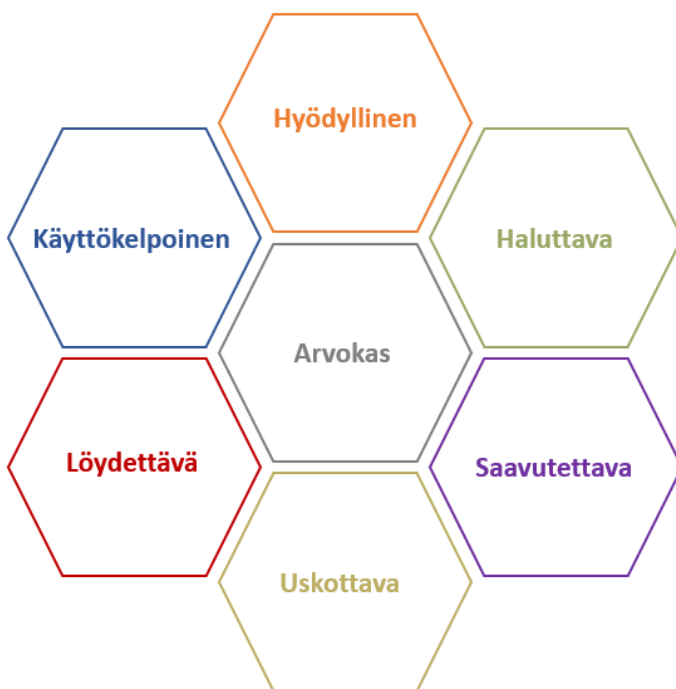 Hyödyllinen
Käyttökelpoinen
Haluttava
Arvokas
Löydettävä
Saavutettava
Uskottava